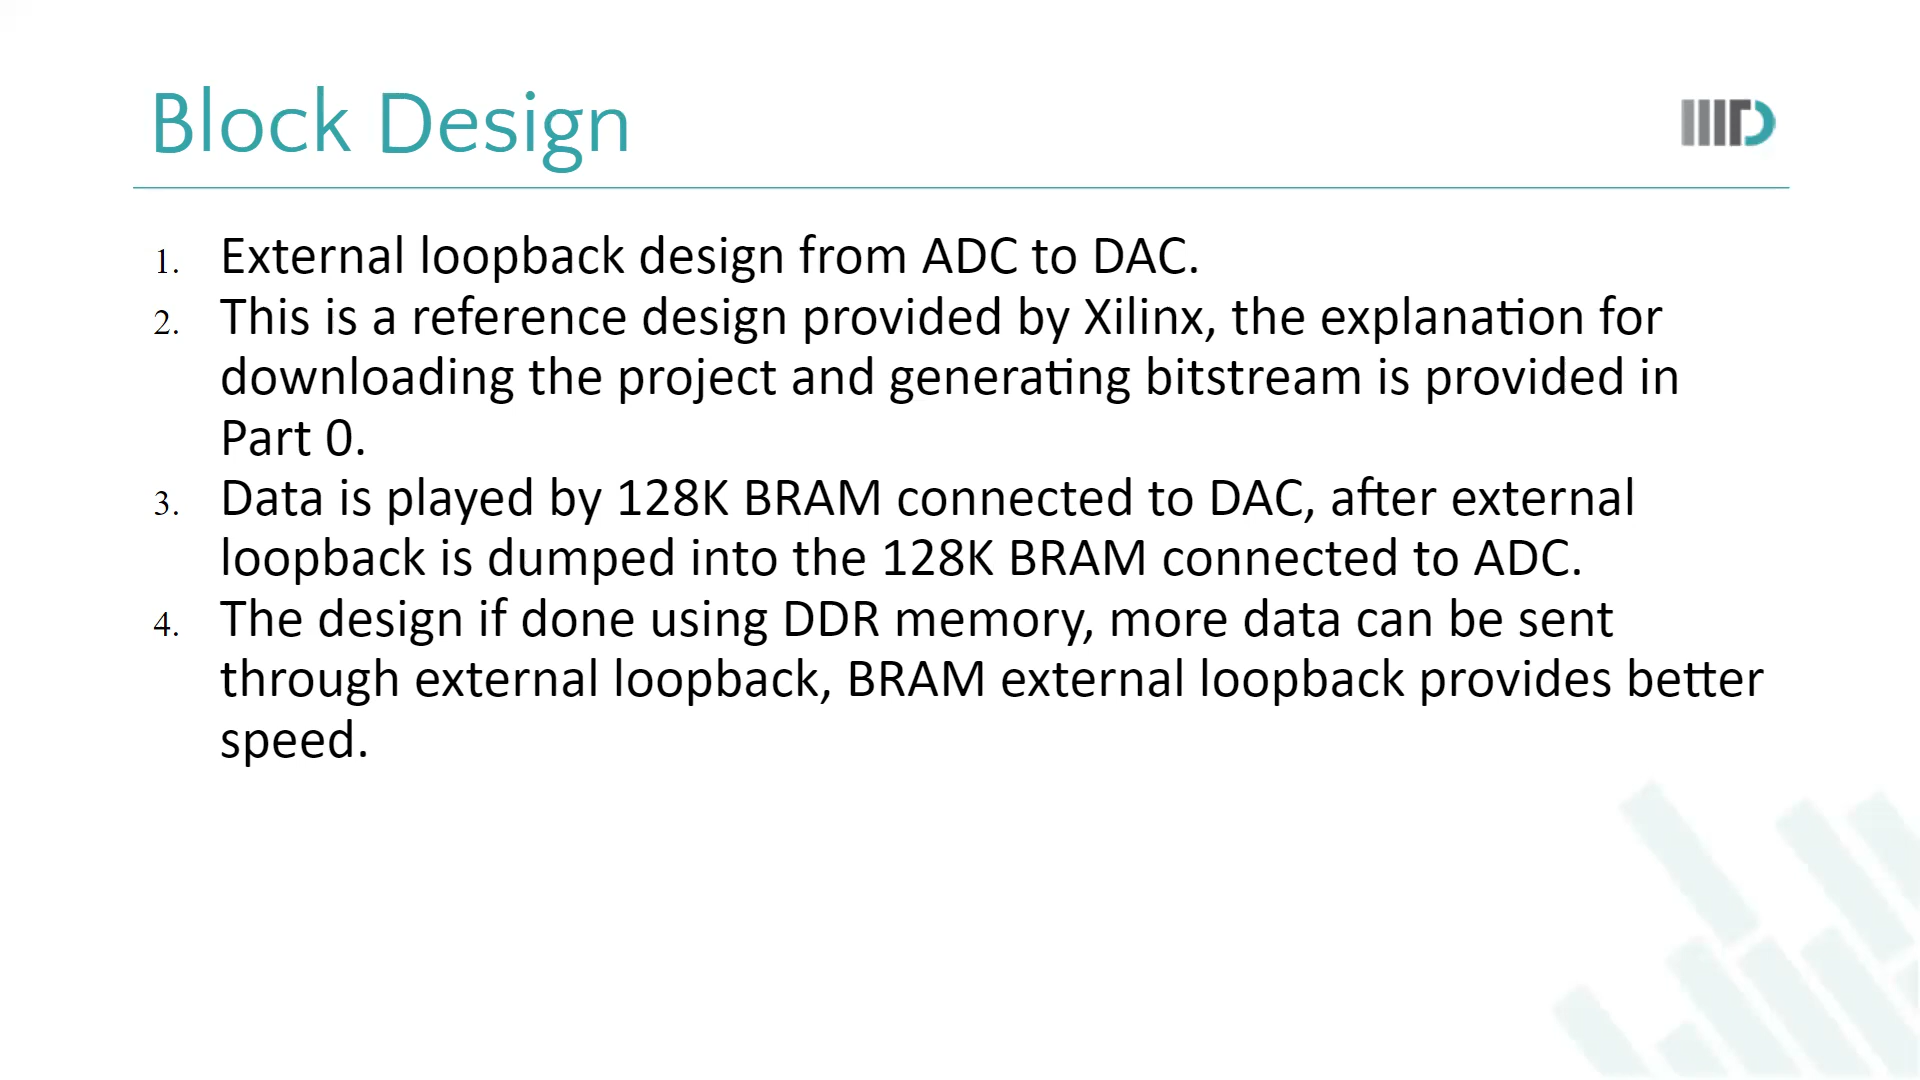 Block Design
1. External loopback design from ADC to DAC.
2. This is a reference design provided by Xilinx, the explanation for
downloading the project and generating bitstream is provided in
Part 0.
3. Data is played by 128K BRAM connected to DAC, after external
loopback is dumped into the 128K BRAM connected to ADC.
4. The design if done using DDR memory, more data can be sent
through external loopback, BRAM external loopback provides better
speed.